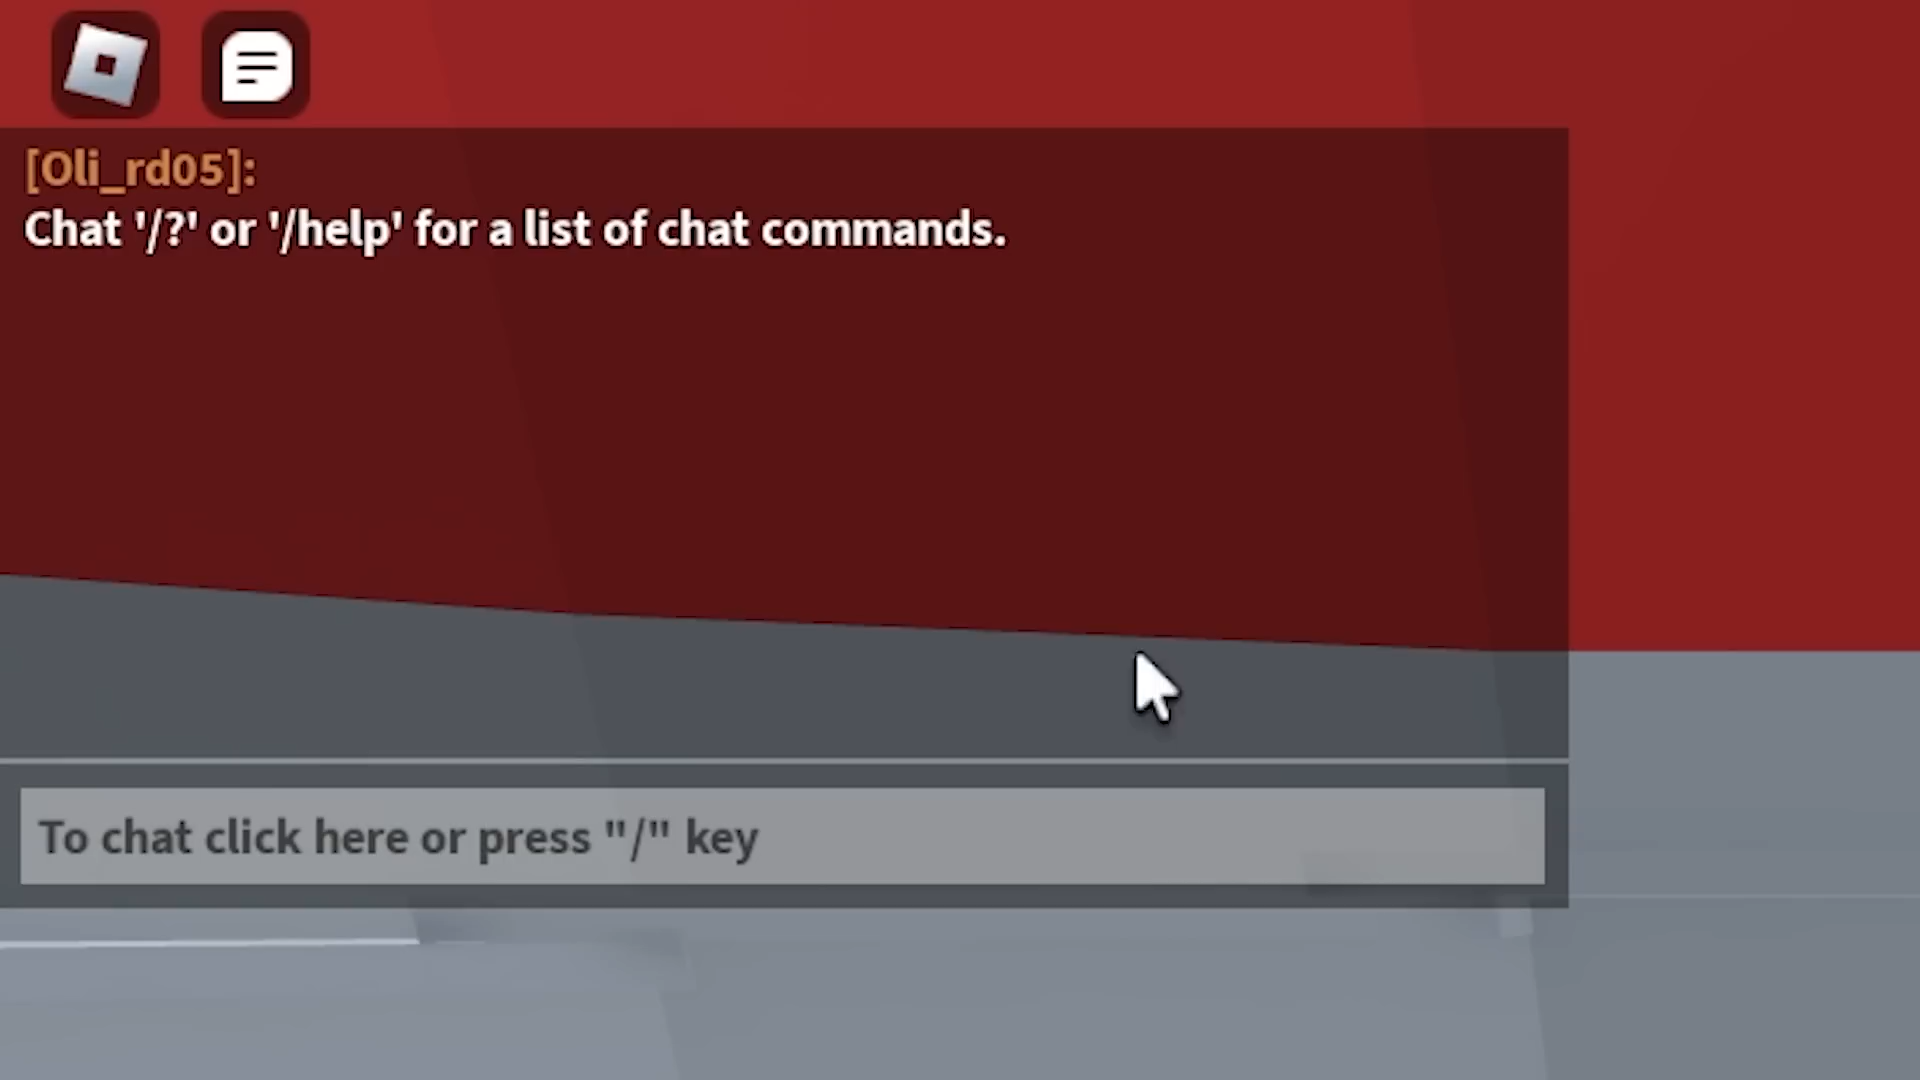 [Oli_rd05]:
Chat '/?' or '/help' for a list of chat commands.
To chat click here or press "/" key